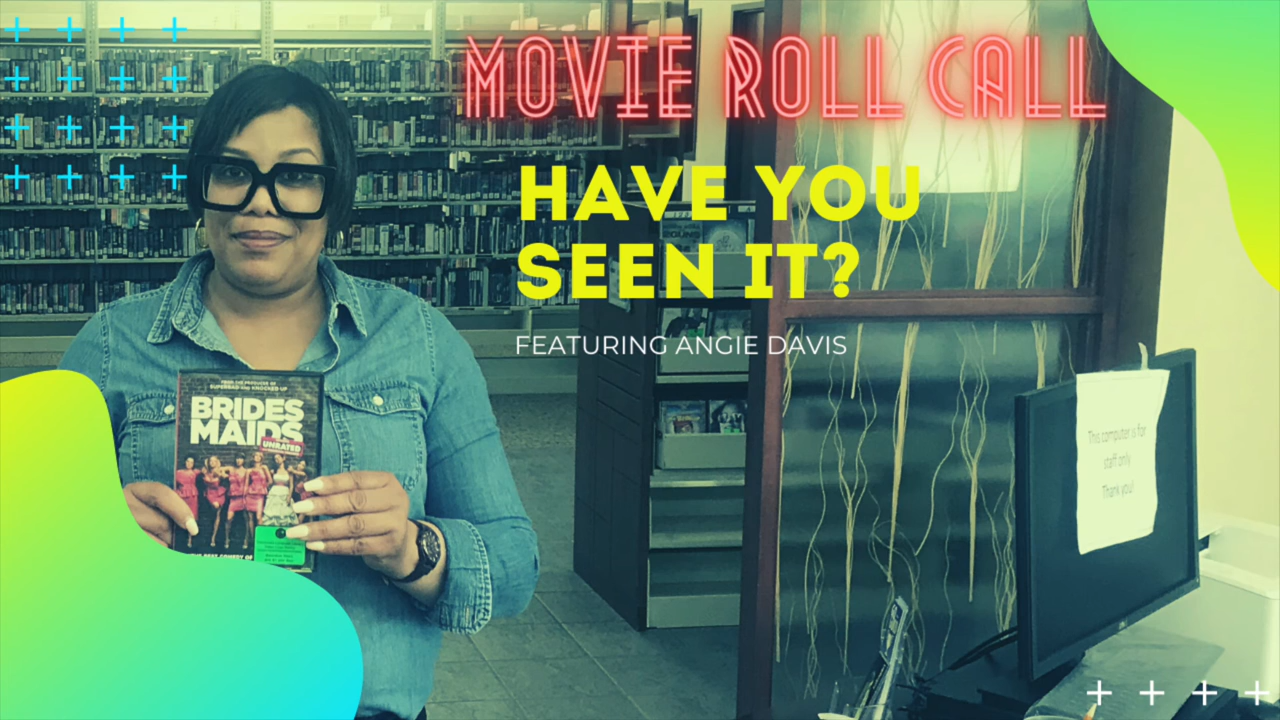 MOVIE ROLL CALL
HAVE YOU
SEEN IT?
FEATURING ANGIE DAVIS
FROM THE PRODUCER OF
SUPERBAD AND KNOCKED UP
BRIDES
MAIDS
UNRATED
This computer is for
staff only
Thank you!